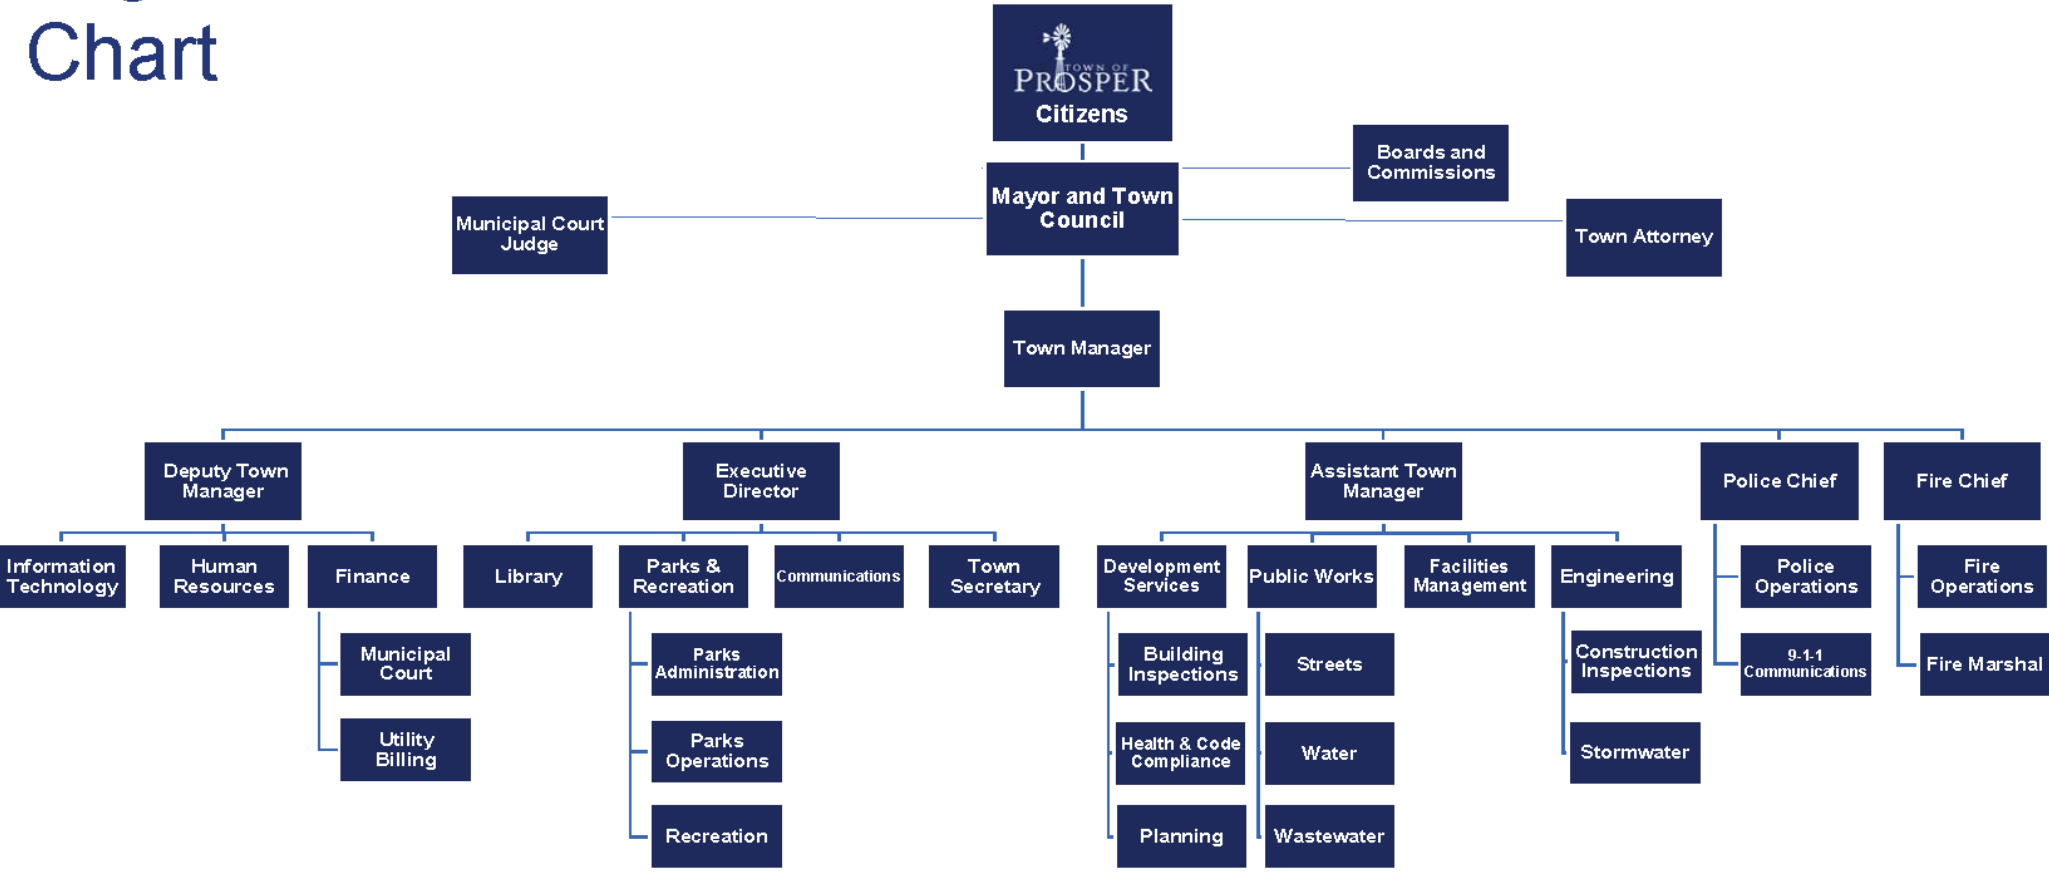 Chart
TOWN OF
PROSPER
Citizens
Boards and
Commissions
Mayor and Town
Council
Municipal Court
Judge
Town Attorney
Town Manager
Deputy Town
Manager
Executive
Director
Assistant Town
Manager
Police Chief
Fire Chief
Information
Technology
Human
Resources
Finance
Library
Parks &
Recreation
Communications
Town
Secretary
Development
Services
Public Works
Facilities
Management
Engineering
Police
Operations
Fire
Operations
Municipal
Court
Parks
Administration
Building
Inspections
Streets
Construction
Inspections
9-1-1
Communications
Fire Marshal
Utility
Billing
Parks
Operations
Health & Code
Compliance
Water
Stormwater
Recreation
Planning
Wastewater